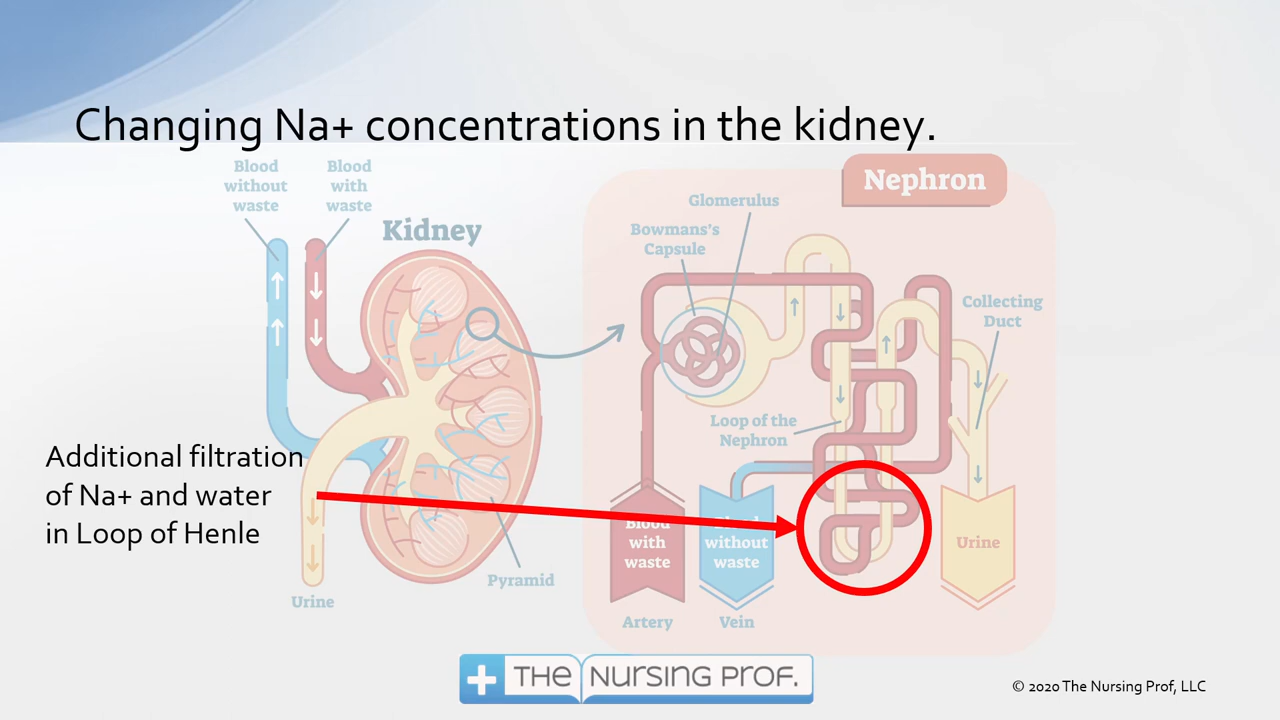 Changing Na+ concentrations in the kidney.
Blood
without
waste
Blood
with
waste
Kidney
Nephron
Glomerulus
Bowmans's
Capsule
Collecting
Duct
Loop of the
Nephron
Additional filtration
of Na+ and water
in Loop of Henle
Blood
with
waste
Blood
without
waste
Urine
Pyramid
Urine
Artery
Vein
THE NURSING PROF.
© 2020 The Nursing Prof, LLC